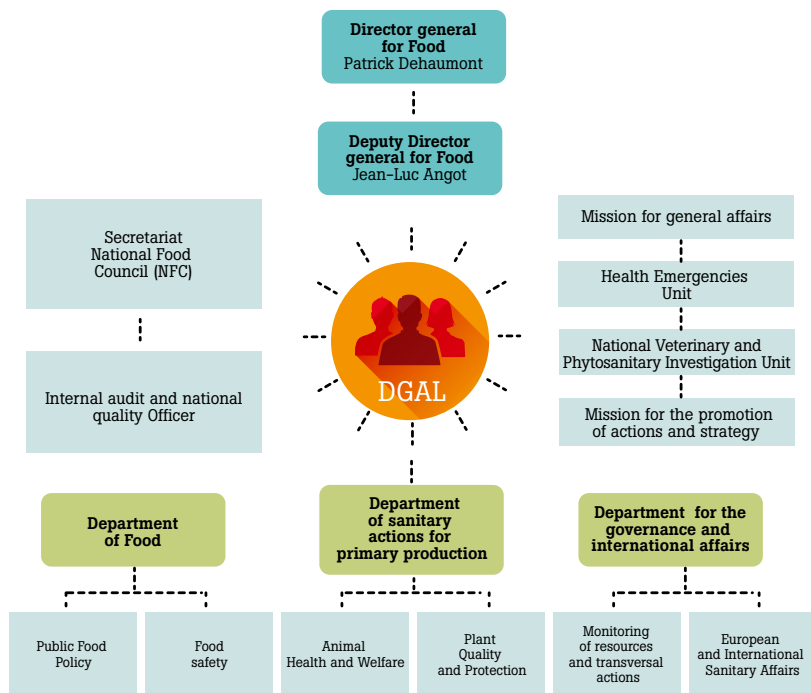 Director general
for Food
Patrick Dehaumont
Deputy Director
general for Food
Jean-Luc Angot
Secretariat
National Food
Council (NFC)
Internal audit and national
quality Officer
DGAL
Mission for general affairs
Health Emergencies
Unit
National Veterinary and
Phytosanitary Investigation Unit
Mission for the promotion
of actions and strategy
Department
of Food
Department
of sanitary
actions for
primary production
Department for the
governance and
international affairs
Public Food
Policy
Food
safety
Animal
Health and Welfare
Plant
Quality
and Protection
Monitoring
of resources
and transversal
actions
European
and International
Sanitary Affairs